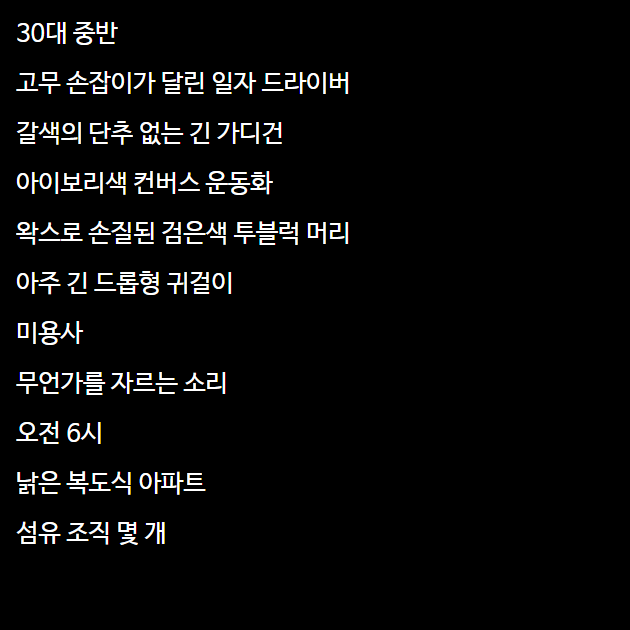 30대 중반
고무 손잡이가 달린 일자 드라이버
갈색의 단추 없는 긴 가디건
아이보리색 컨버스 운동화
왁스로 손질된 검은색 투블럭 머리
아주 긴 드롭형 귀걸이
미용사
무언가를 자르는 소리
오전 6시
낡은 복도식 아파트
섬유 조직 몇 개